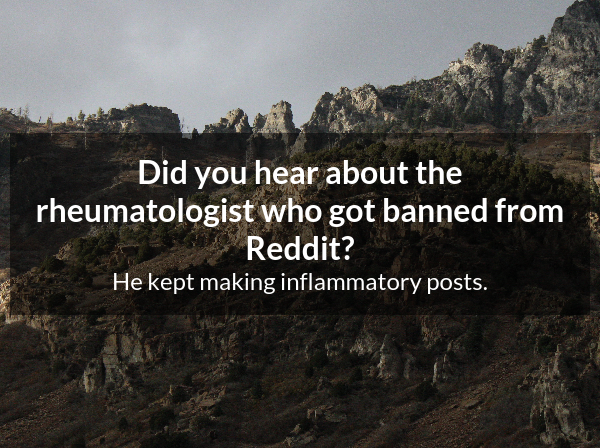 Did you hear about the
rheumatologist who got banned from
Reddit?
He kept making inflammatory posts.